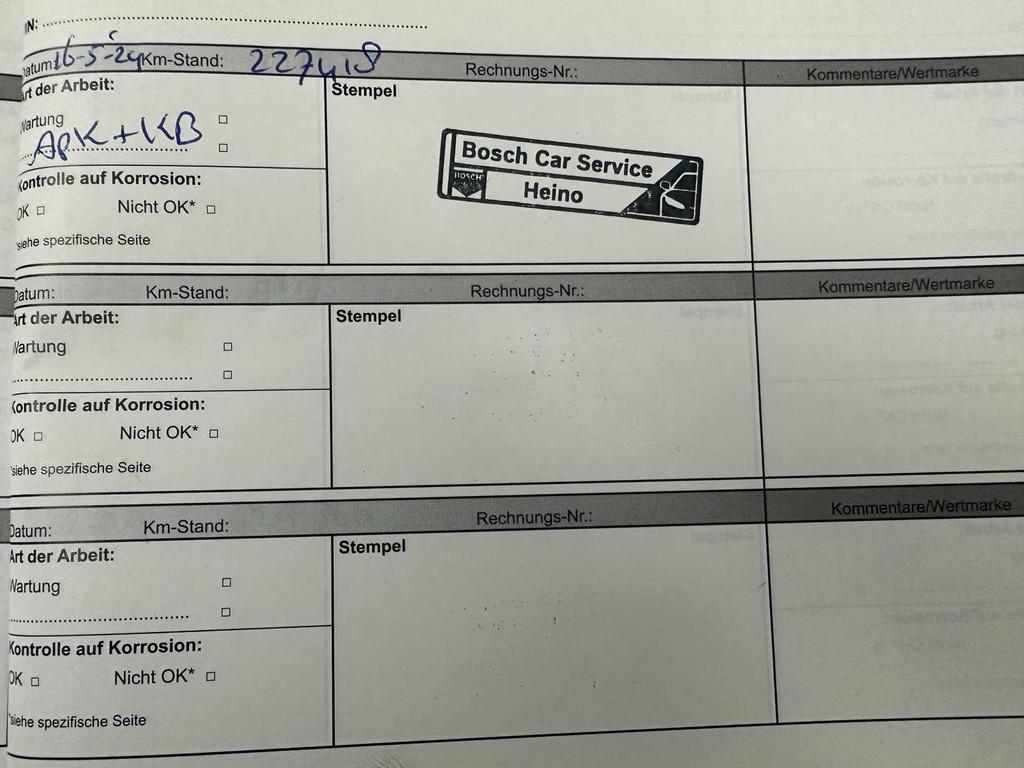 IN: ..........
Datum: 16-5-24 Km-Stand: 227418 Rechnungs-Nr.: Kommentare/Wertmarke
Art der Arbeit: Stempel
Wartung □
APK + KB □
Kontrolle auf Korrosion:
OK □ Nicht OK* □
*siehe spezifische Seite
Bosch Car Service
BOSCH
Heino
Datum: Km-Stand: Rechnungs-Nr.: Kommentare/Wertmarke
Art der Arbeit: Stempel
Wartung □
.......... □
Kontrolle auf Korrosion:
OK □ Nicht OK* □
*siehe spezifische Seite
Datum: Km-Stand: Rechnungs-Nr.: Kommentare/Wertmarke
Art der Arbeit: Stempel
Wartung □
.......... □
Kontrolle auf Korrosion:
OK □ Nicht OK* □
*siehe spezifische Seite